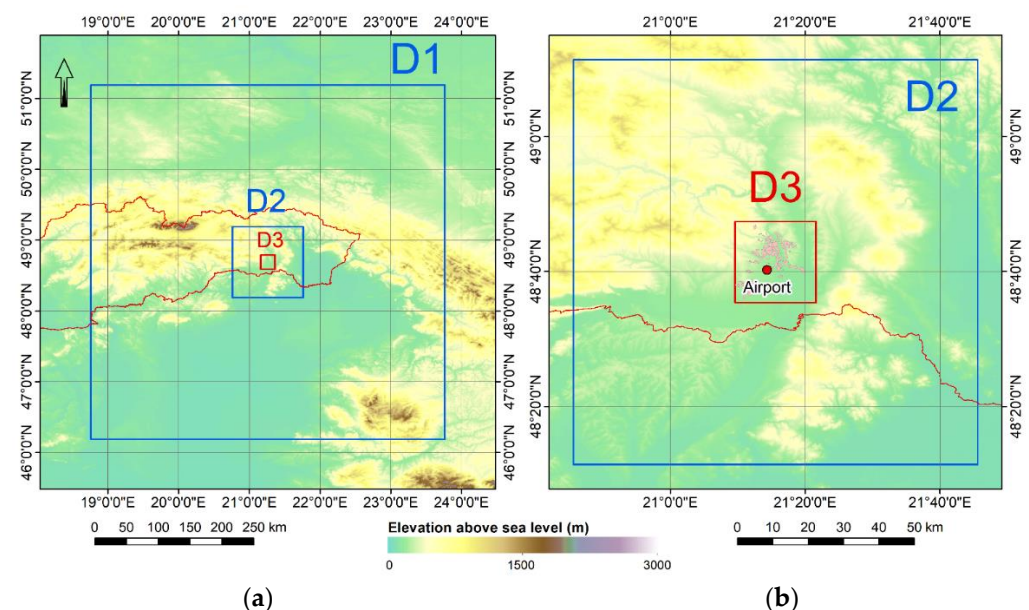 19°0'0"E 20°0'0"E 21°0'0"E 22°0'0"E 23°0'0"E
21°0'0"E 21°20'0"E 21°40'0"E
D1
D2
D3
51°0'0"N
50°0'0"N
49°0'0"N
48°0'0"N
47°0'0"N
46°0'0"N
51°0'0"N
50°0'0"N
49°0'0"N
48°0'0"N
47°0'0"N
46°0'0"N
19°0'0"E 20°0'0"E 21°0'0"E 22°0'0"E 23°0'0"E 24°0'0"E
D2
D3
Airport
49°0'0"N
48°40'0"N
48°20'0"N
49°0'0"N
48°40'0"N
48°20'0"N
21°0'0"E 21°20'0"E 21°40'0"E
0 50 100 150 200 250 km
Elevation above sea level (m)
0 1500 3000
0 10 20 30 40 50 km
(a) (b)